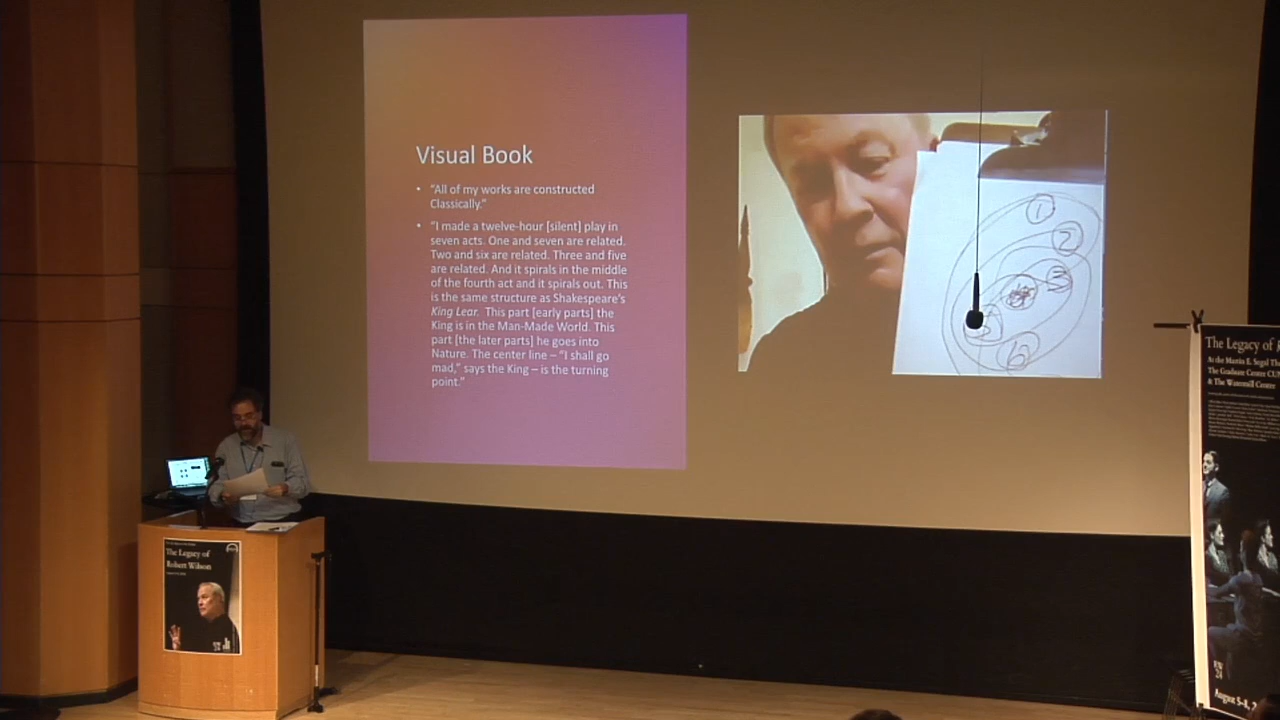 Visual Book
• "All of my works are constructed
Classically."
• "I made a twelve-hour [silent] play in
seven acts. One and seven are related.
Two and six are related. Three and five
are related. And it spirals in the middle
of the fourth act and it spirals out. This
is the same structure as Shakespeare's
King Lear. This part [early parts] the
King is in the Man-Made World. This
part [the later parts] he goes into
Nature. The center line – "I shall go
mad," says the King – is the turning
point."
1
2
3
6
The Legacy of
Robert Wilson
The Legacy of
At the Martin E. Segal
The Graduate Center
& The Watermill Center
August 5-8,